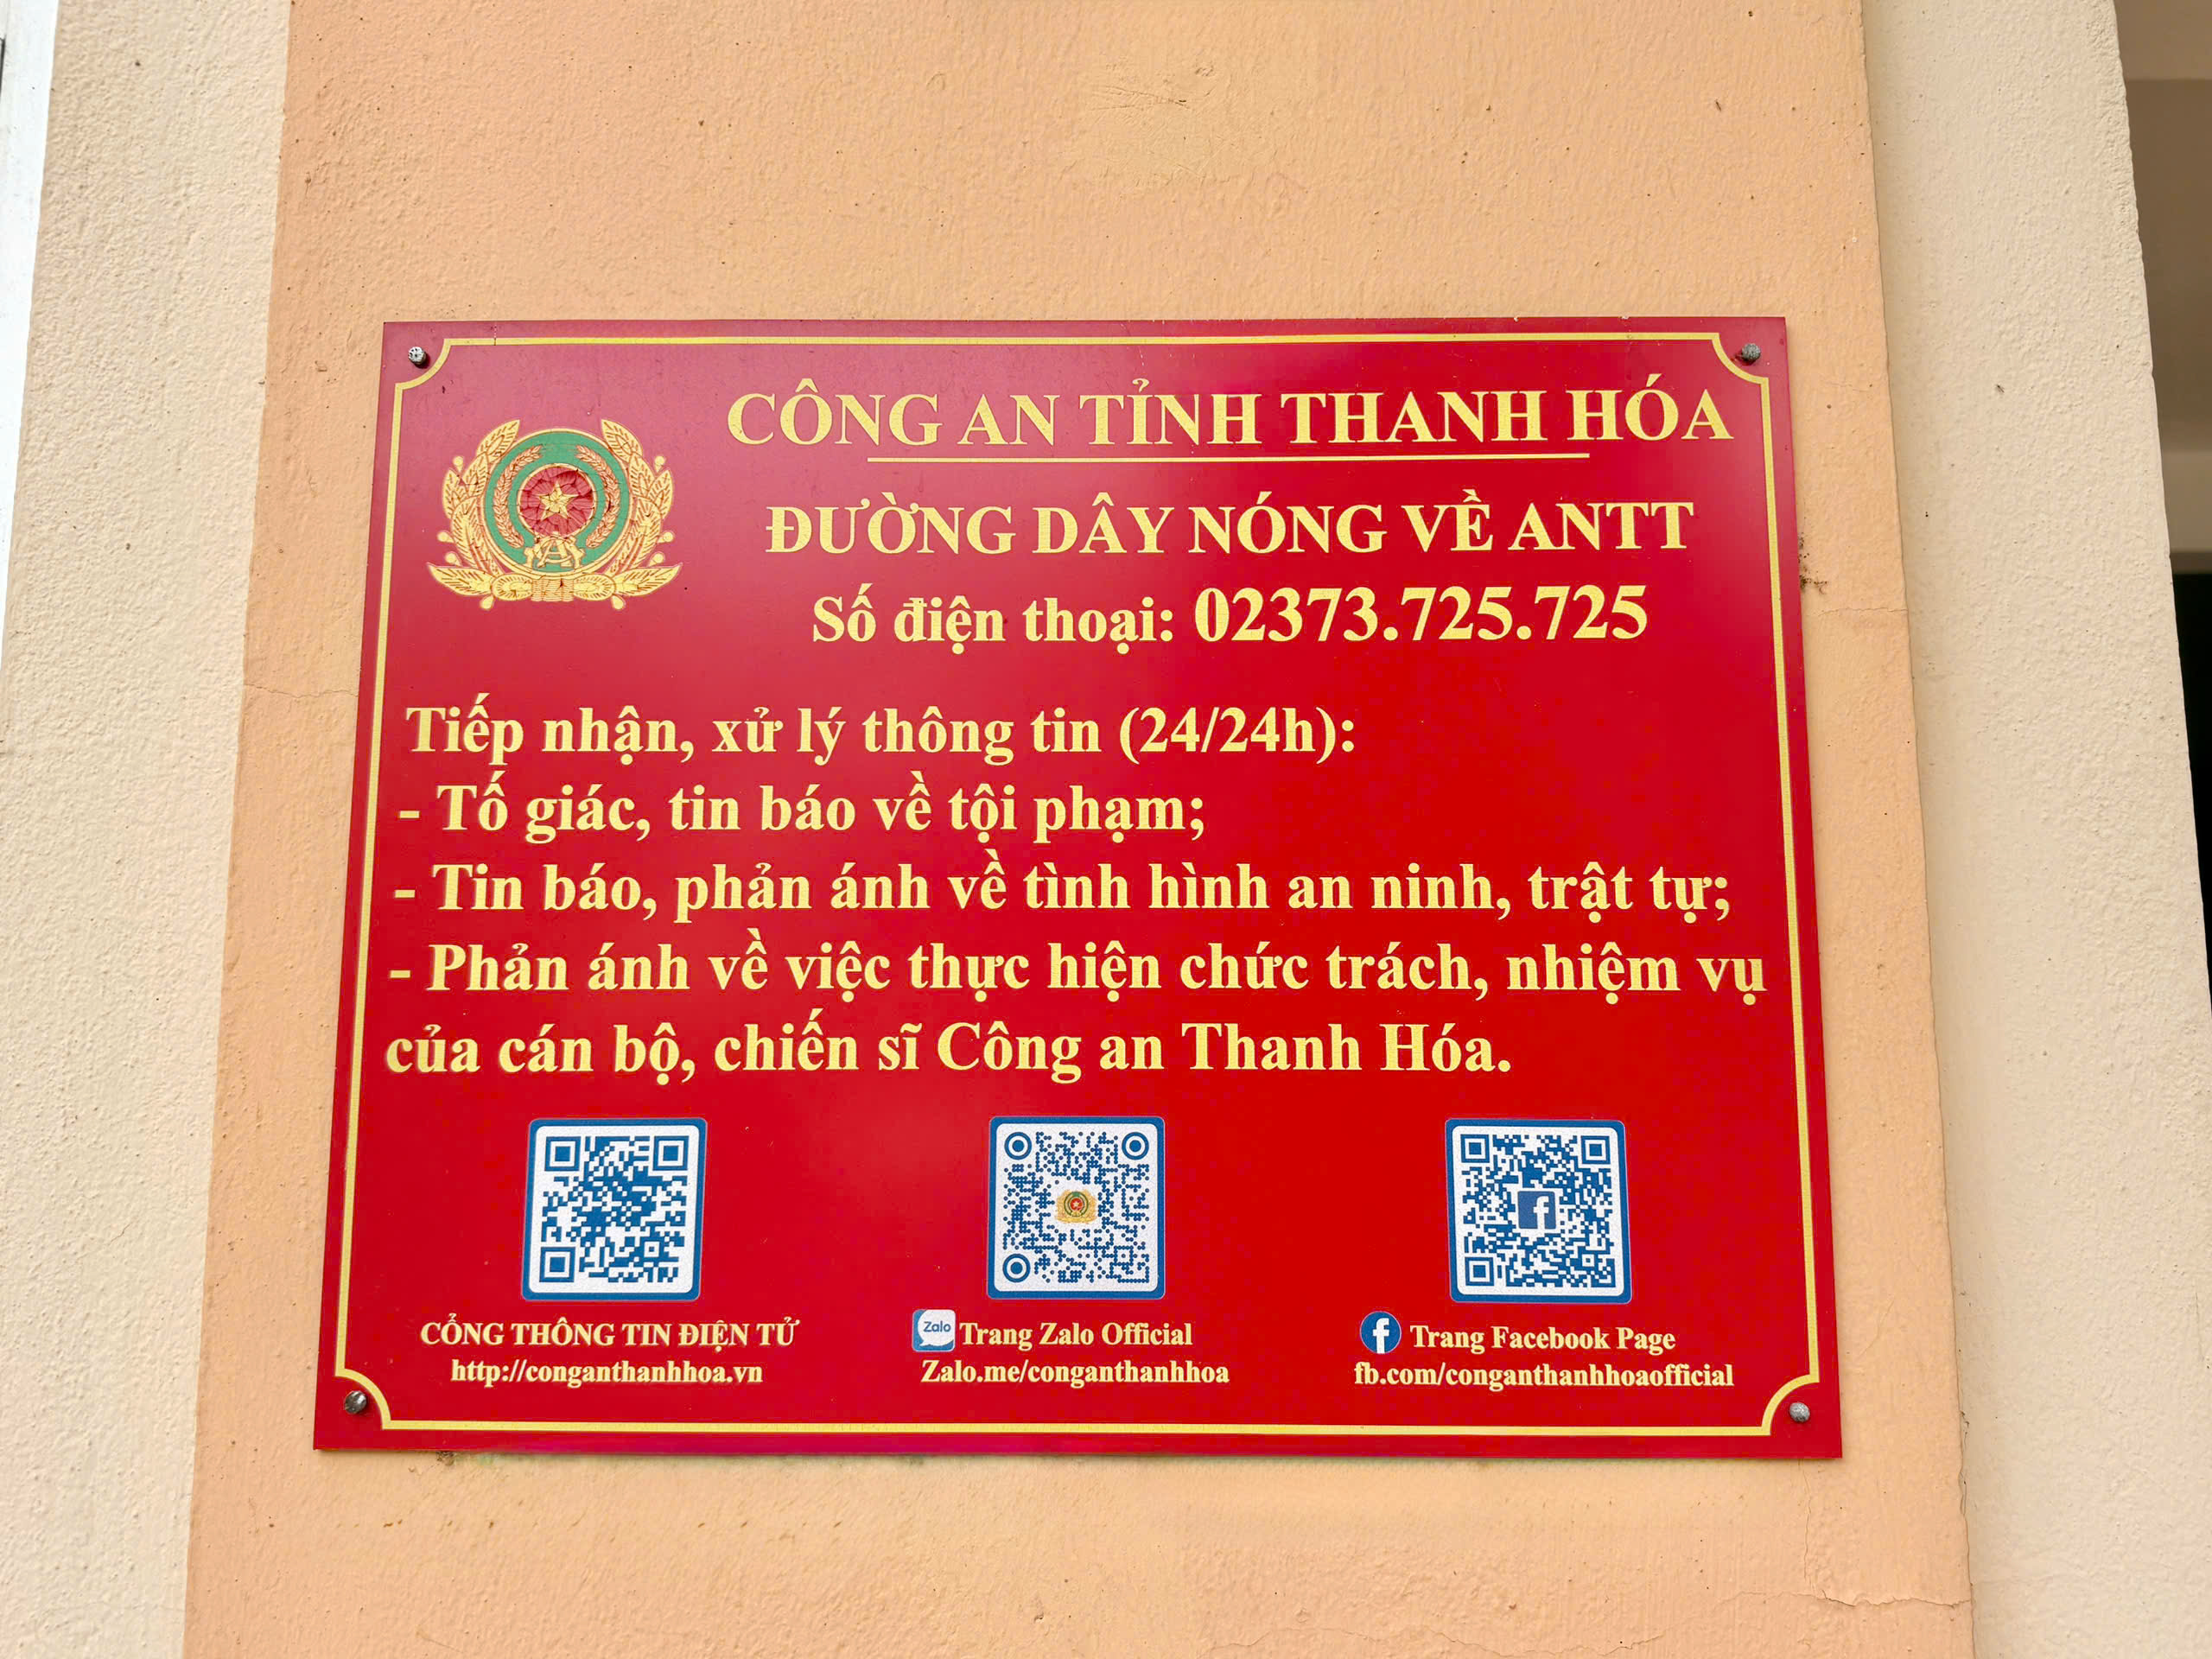 CÔNG AN TỈNH THANH HÓA
ĐƯỜNG DÂY NÓNG VỀ ANTT
Số điện thoại: 02373.725.725
Tiếp nhận, xử lý thông tin (24/24h):
- Tố giác, tin báo về tội phạm;
- Tin báo, phản ánh về tình hình an ninh, trật tự;
- Phản ánh về việc thực hiện chức trách, nhiệm vụ
của cán bộ, chiến sĩ Công an Thanh Hóa.
CỔNG THÔNG TIN ĐIỆN TỬ
http://conganthanhhoa.vn
Zalo Trang Zalo Official
Zalo.me/conganthanhhoa
f Trang Facebook Page
fb.com/conganthanhhoaofficial